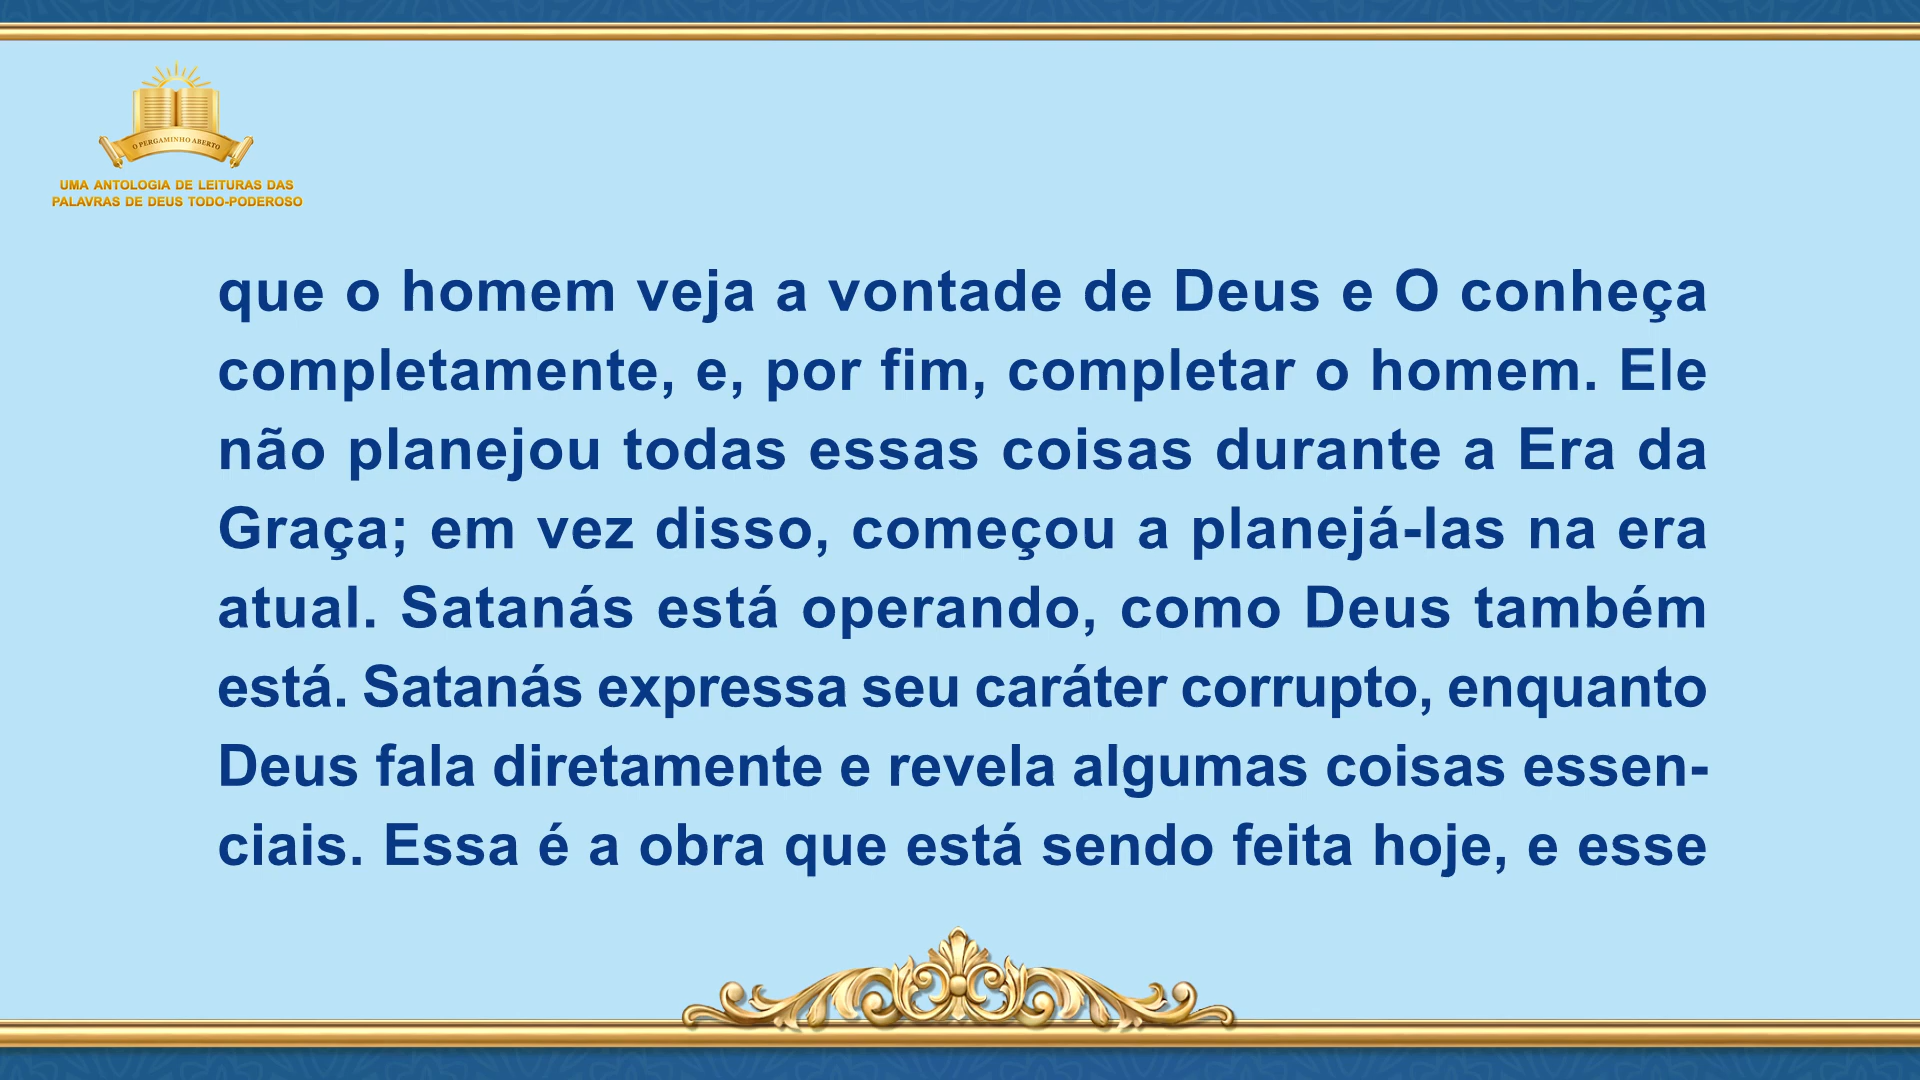 O PERGAMINHO ABERTO
UMA ANTOLOGIA DE LEITURAS DAS
PALAVRAS DE DEUS TODO-PODEROSO
que o homem veja a vontade de Deus e O conheça
completamente, e, por fim, completar o homem. Ele
não planejou todas essas coisas durante a Era da
Graça; em vez disso, começou a planejá-las na era
atual. Satanás está operando, como Deus também
está. Satanás expressa seu caráter corrupto, enquanto
Deus fala diretamente e revela algumas coisas essen-
ciais. Essa é a obra que está sendo feita hoje, e esse